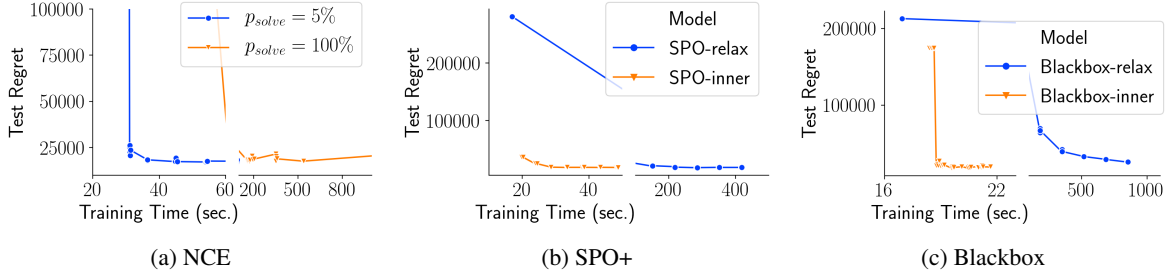 100000
75000
50000
25000
Test Regret
p_solve = 5%
p_solve = 100%
20 40 60 200 500 800
Training Time (sec.)
(a) NCE
200000
100000
Test Regret
Model
SPO-relax
SPO-inner
20 40 200 400
Training Time (sec.)
(b) SPO+
200000
100000
Test Regret
Model
Blackbox-relax
Blackbox-inner
16 22 500 1000
Training Time (sec.)
(c) Blackbox